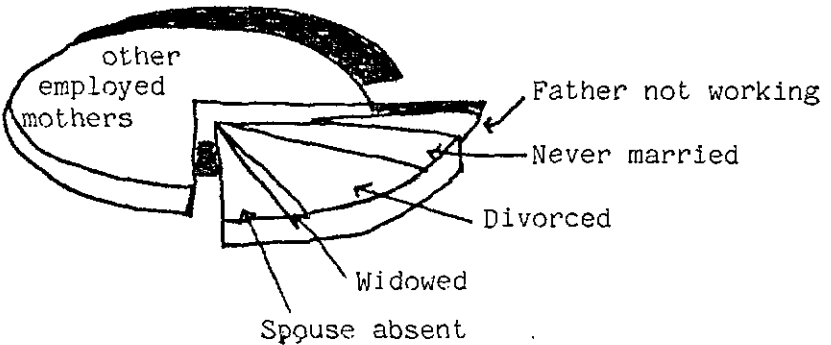 other
employed
mothers
Father not working
Never married
Divorced
Widowed
Spouse absent